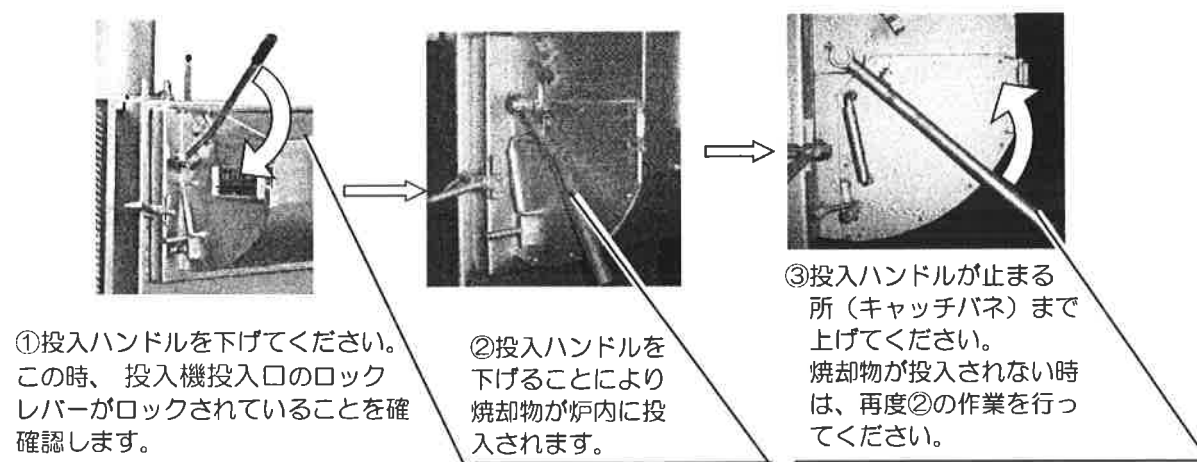 ①投入ハンドルを下げてください。
この時、 投入機投入口のロック
レバーがロックされていることを確
確認します。
②投入ハンドルを
下げることにより
焼却物が炉内に投
入されます。
③投入ハンドルが止まる
所（キャッチバネ）まで
上げてください。
焼却物が投入されない時
は、再度②の作業を行っ
てください。